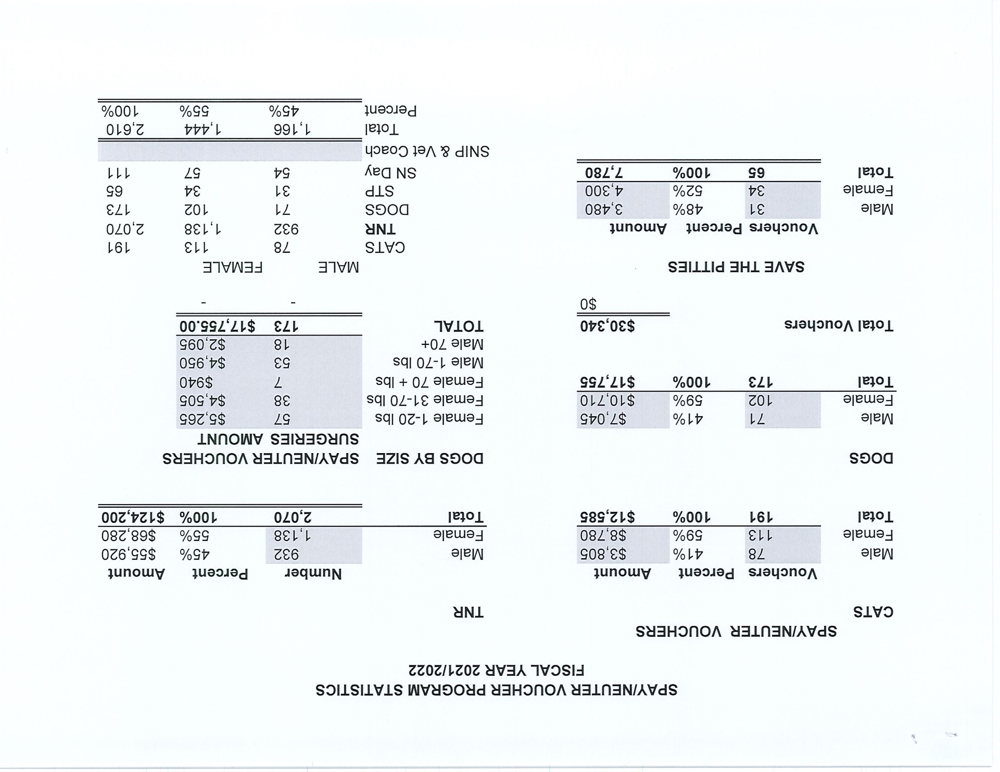 SPAY/NEUTER VOUCHER PROGRAM STATISTICS
FISCAL YEAR 2021/2022
SPAY/NEUTER VOUCHERS
CATS
Vouchers Percent Amount
Male 78 41% $3,805
Female 113 59% $8,780
Total 191 100% $12,585
DOGS
Male 71 41% $7,045
Female 102 59% $10,710
Total 173 100% $17,755
Total Vouchers $30,340
$0
SAVE THE PITTIES
Vouchers Percent Amount
Male 31 48% 3,480
Female 34 52% 4,300
Total 65 100% 7,780
TNR
Number Percent Amount
Male 932 45% $55,920
Female 1,138 55% $68,280
Total 2,070 100% $124,200
DOGS BY SIZE SPAY/NEUTER VOUCHERS
SURGERIES AMOUNT
Female 1-20 lbs 57 $5,265
Female 31-70 lbs 38 $4,505
Female 70 + lbs 7 $940
Male 1-70 lbs 53 $4,950
Male 70+ 18 $2,095
TOTAL 173 $17,755.00
- -
MALE FEMALE
CATS 78 113 191
TNR 932 1,138 2,070
DOGS 71 102 173
STP 31 34 65
SN Day 54 57 111
SNIP & Vet Coach
Total 1,166 1,444 2,610
Percent 45% 55% 100%